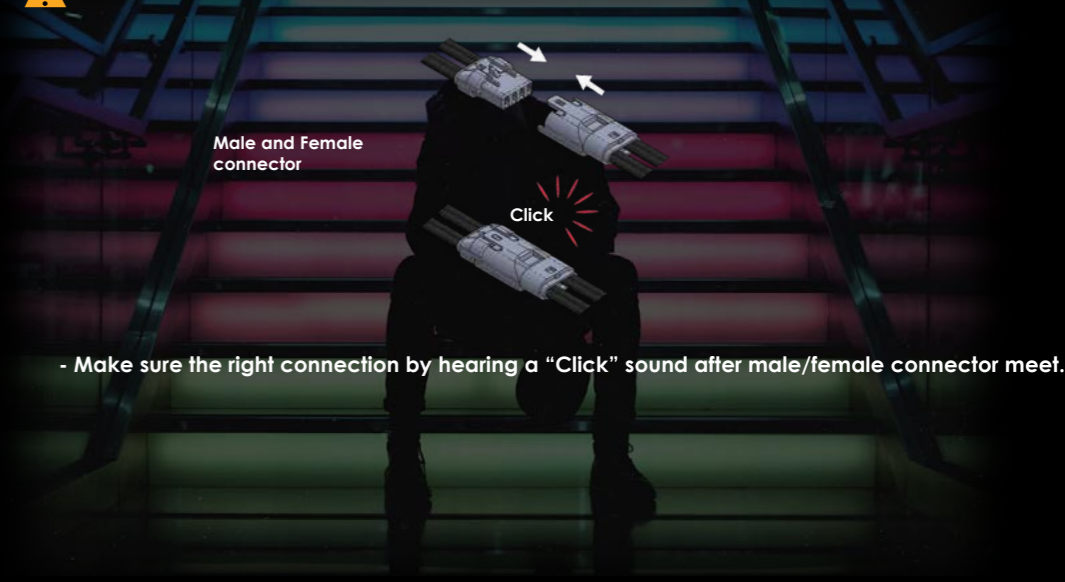 Male and Female
connector
Click
- Make sure the right connection by hearing a “Click” sound after male/female connector meet.